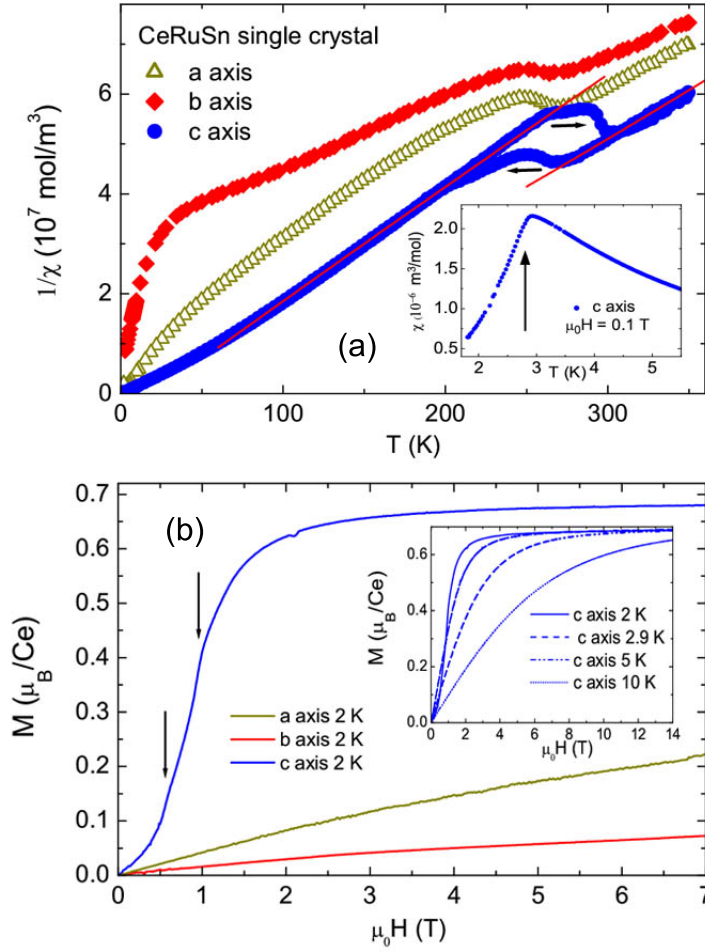 CeRuSn single crystal
a axis
b axis
c axis
1/χ (10⁷ mol/m³)
6
4
2
0
(a)
0
100
200
300
T (K)
χ (10⁻⁶ m³/mol)
2.0
1.5
1.0
0.5
c axis
μ₀H = 0.1 T
2
3
4
5
T (K)
(b)
M (μB/Ce)
0.7
0.6
0.5
0.4
0.3
0.2
0.1
0.0
a axis 2 K
b axis 2 K
c axis 2 K
0
1
2
3
4
5
6
7
μ₀H (T)
M (μB/Ce)
0.6
0.4
0.2
0.0
c axis 2 K
c axis 2.9 K
c axis 5 K
c axis 10 K
0 2 4 6 8 10 12 14
μ₀H (T)